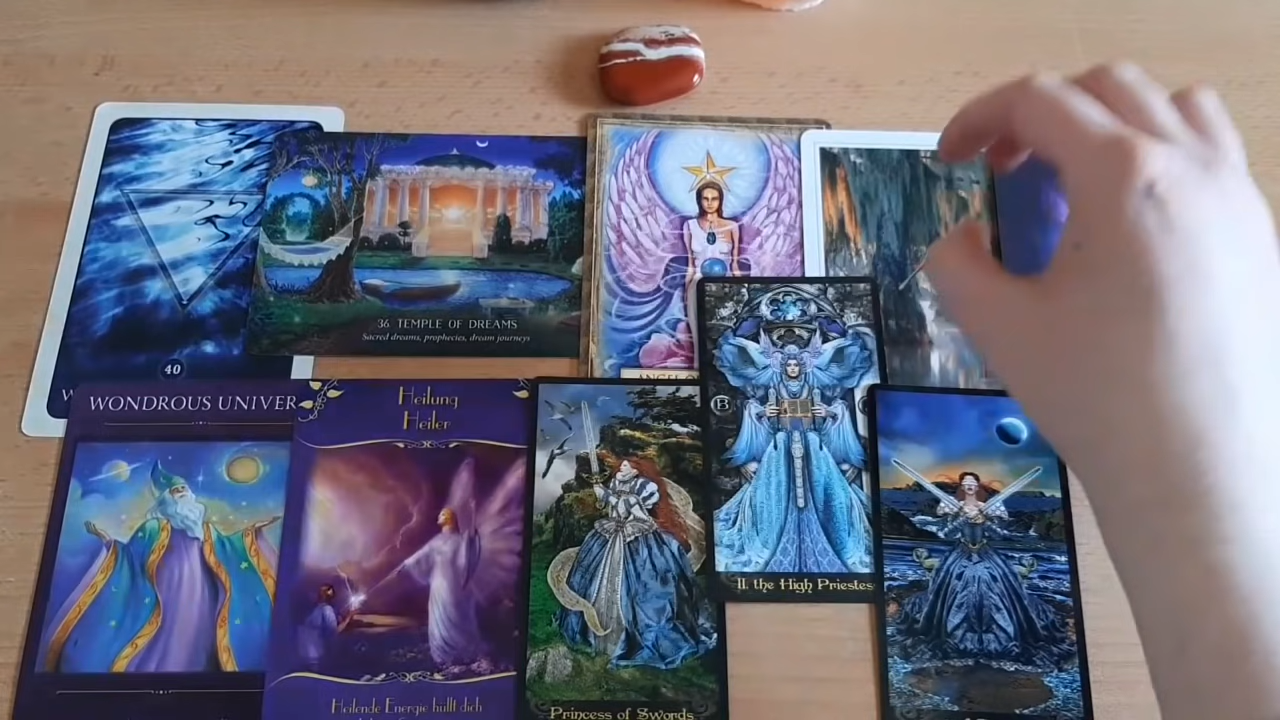 40
36 TEMPLE OF DREAMS
Sacred dreams, prophecies, dream journeys
WONDROUS UNIVER
Heilung
Heiler
Heilende Energie hüllt dich
B
II. the High Priestes
Princess of Swords